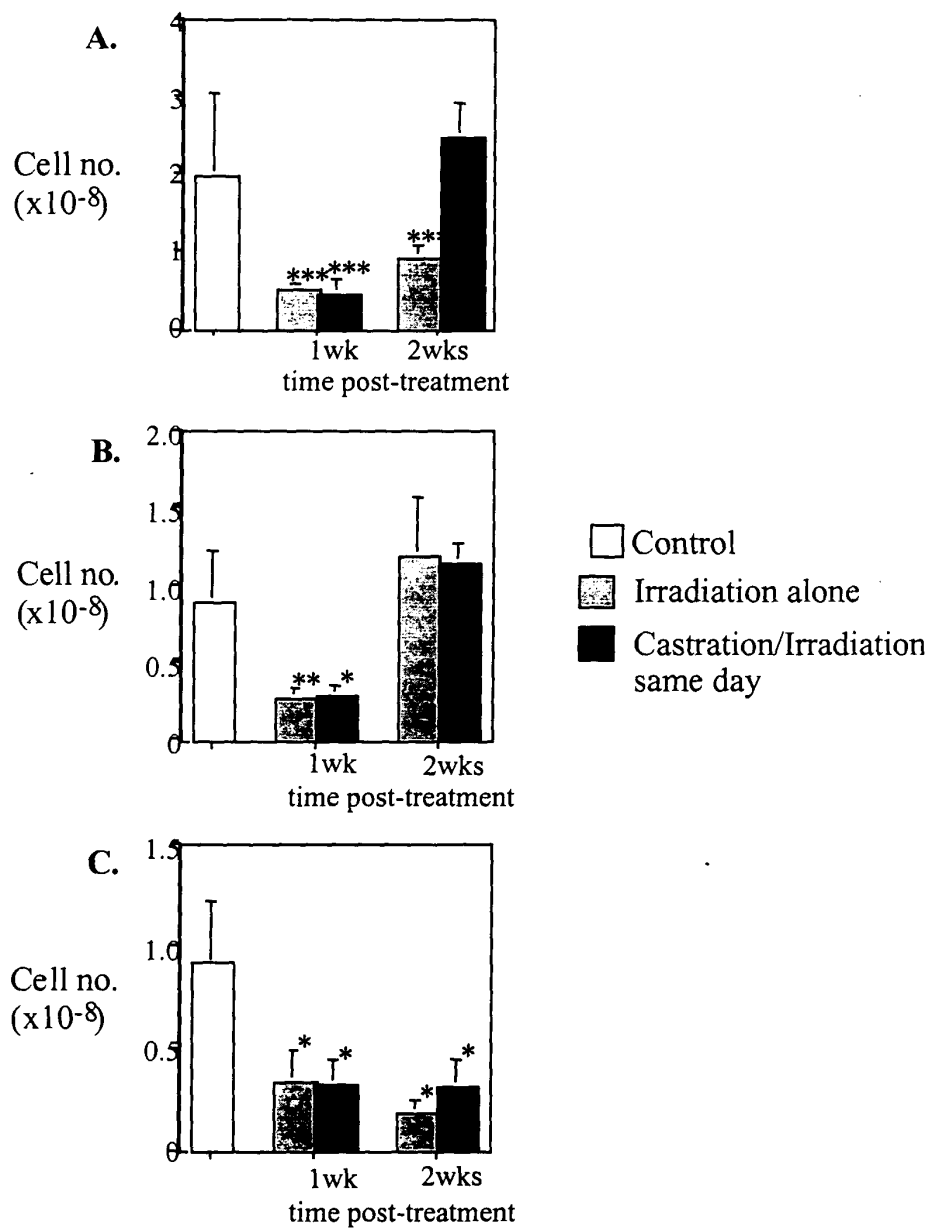 A.
4
3
Cell no.
(x10-8)
2
1
0
***
***
***
1wk
2wks
time post-treatment
B.
2.0
1.5
Cell no.
(x10-8)
1.0
0.5
0
**
*
1wk
2wks
time post-treatment
Control
Irradiation alone
Castration/Irradiation
same day
C.
1.5
1.0
Cell no.
(x10-8)
0.5
0
*
*
*
*
1wk
2wks
time post-treatment